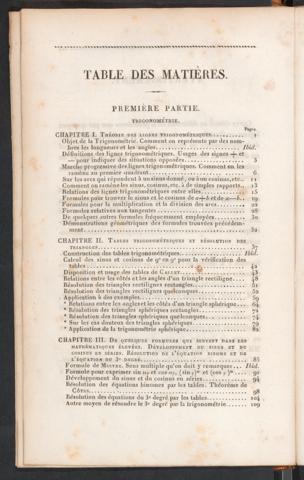 TABLE DES MATIÈRES.
PREMIÈRE PARTIE.
TRIGONOMÉTRIE.
Pages.
CHAPITRE I. THÉORIE DES LIGNES TRIGONOMÉTRIQUES 1
Objet de la Trigonométrie. Comment on représente par des nombres
les longueurs et les angles. Ibid.
Définitions des lignes trigonométriques. Usages des signes + et
— pour indiquer des situations opposées. 3
Marche progressive des lignes trigonométriques. Comment on les
ramène au premier quadrant. 6
Sur les arcs qui répondent à un sinus donné, ou à un cosinus, etc. 11
Comment on ramène les sinus, cosinus, etc., à de simples rapports. 13
Relations des lignes trigonométriques entre elles. 15
Formules pour trouver le sinus et le cosinus de a+b et de a—b. 19
Formules pour la multiplication et la division des arcs. 22
Formules relatives aux tangentes. 28
De quelques autres formules fréquemment employées. 30
Démonstrations géométriques des formules trouvées précédemment.
32
CHAPITRE II. TABLES TRIGONOMÉTRIQUES ET RÉSOLUTION DES
TRIANGLES. 37
Construction des tables trigonométriques. Ibid.
Calcul des sinus et cosinus de 9° en 9° pour la vérification des
tables. 42
Disposition et usage des tables de CALLET. 44
Relations entre les côtés et les angles d'un triangle rectiligne. 48
Résolution des triangles rectilignes rectangles. 51
Résolution des triangles rectilignes quelconques. 52
Application à des exemples. 59
* Relations entre les angles et les côtés d'un triangle sphérique. 64
* Résolution des triangles sphériques rectangles. 71
* Résolution des triangles sphériques quelconques. 74
* Sur les cas douteux des triangles sphériques. 79
* Application de la trigonométrie sphérique. 82
CHAPITRE III. DE QUELQUES FORMULES QUI SERVENT DANS LES
MATHÉMATIQUES ÉLEVÉES. DÉVELOPPEMENT DU SINUS ET DU
COSINUS EN SÉRIES. RÉSOLUTION DE L'ÉQUATION BINOME ET DE
L'ÉQUATION DU 3e DEGRÉ. 86
Formule de MOIVRE. Sens multiple qu'on doit y remarquer. Ibid.
Formule pour exprimer
Développement du sinus et du cosinus en séries. 94
Résolution des équations binomes par les tables. Théorème de
Côtes. 98
Résolution des équations du 3e degré par les tables. 104
Autre moyen de résoudre le 3e degré par la trigonométrie. 109